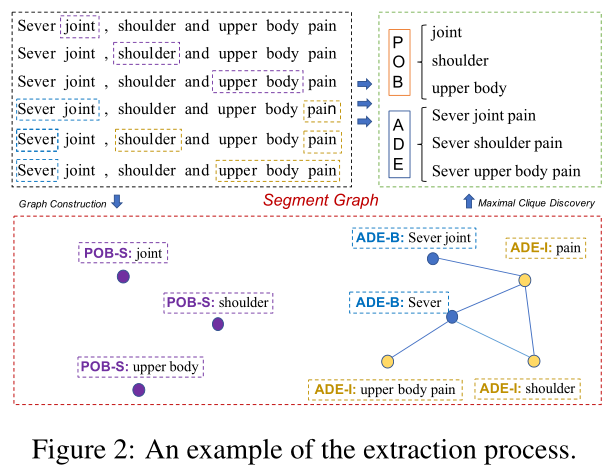 Sever joint , shoulder and upper body pain
Sever joint , shoulder and upper body pain
Sever joint , shoulder and upper body pain
Sever joint , shoulder and upper body pain
Sever joint , shoulder and upper body pain
Sever joint , shoulder and upper body pain
P
O
B
joint
shoulder
upper body
A
D
E
Sever joint pain
Sever shoulder pain
Sever upper body pain
Graph Construction
Segment Graph
Maximal Clique Discovery
POB-S: joint
POB-S: shoulder
POB-S: upper body
ADE-B: Sever joint
ADE-I: pain
ADE-B: Sever
ADE-I: upper body pain
ADE-I: shoulder
Figure 2: An example of the extraction process.